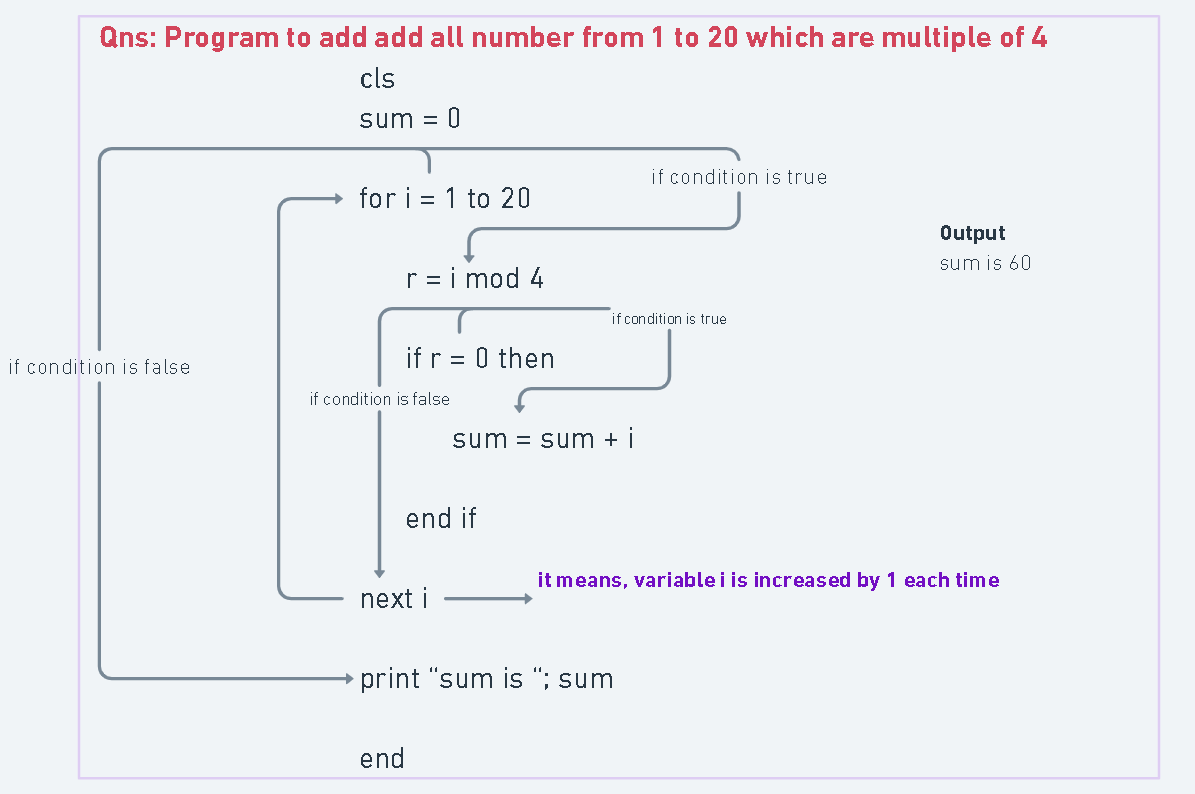 Qns: Program to add add all number from 1 to 20 which are multiple of 4
cls
sum = 0
if condition is true
for i = 1 to 20
Output
sum is 60
r = i mod 4
if condition is true
if r = 0 then
if condition is false
if condition is false
sum = sum + i
end if
it means, variable i is increased by 1 each time
next i
print “sum is “; sum
end